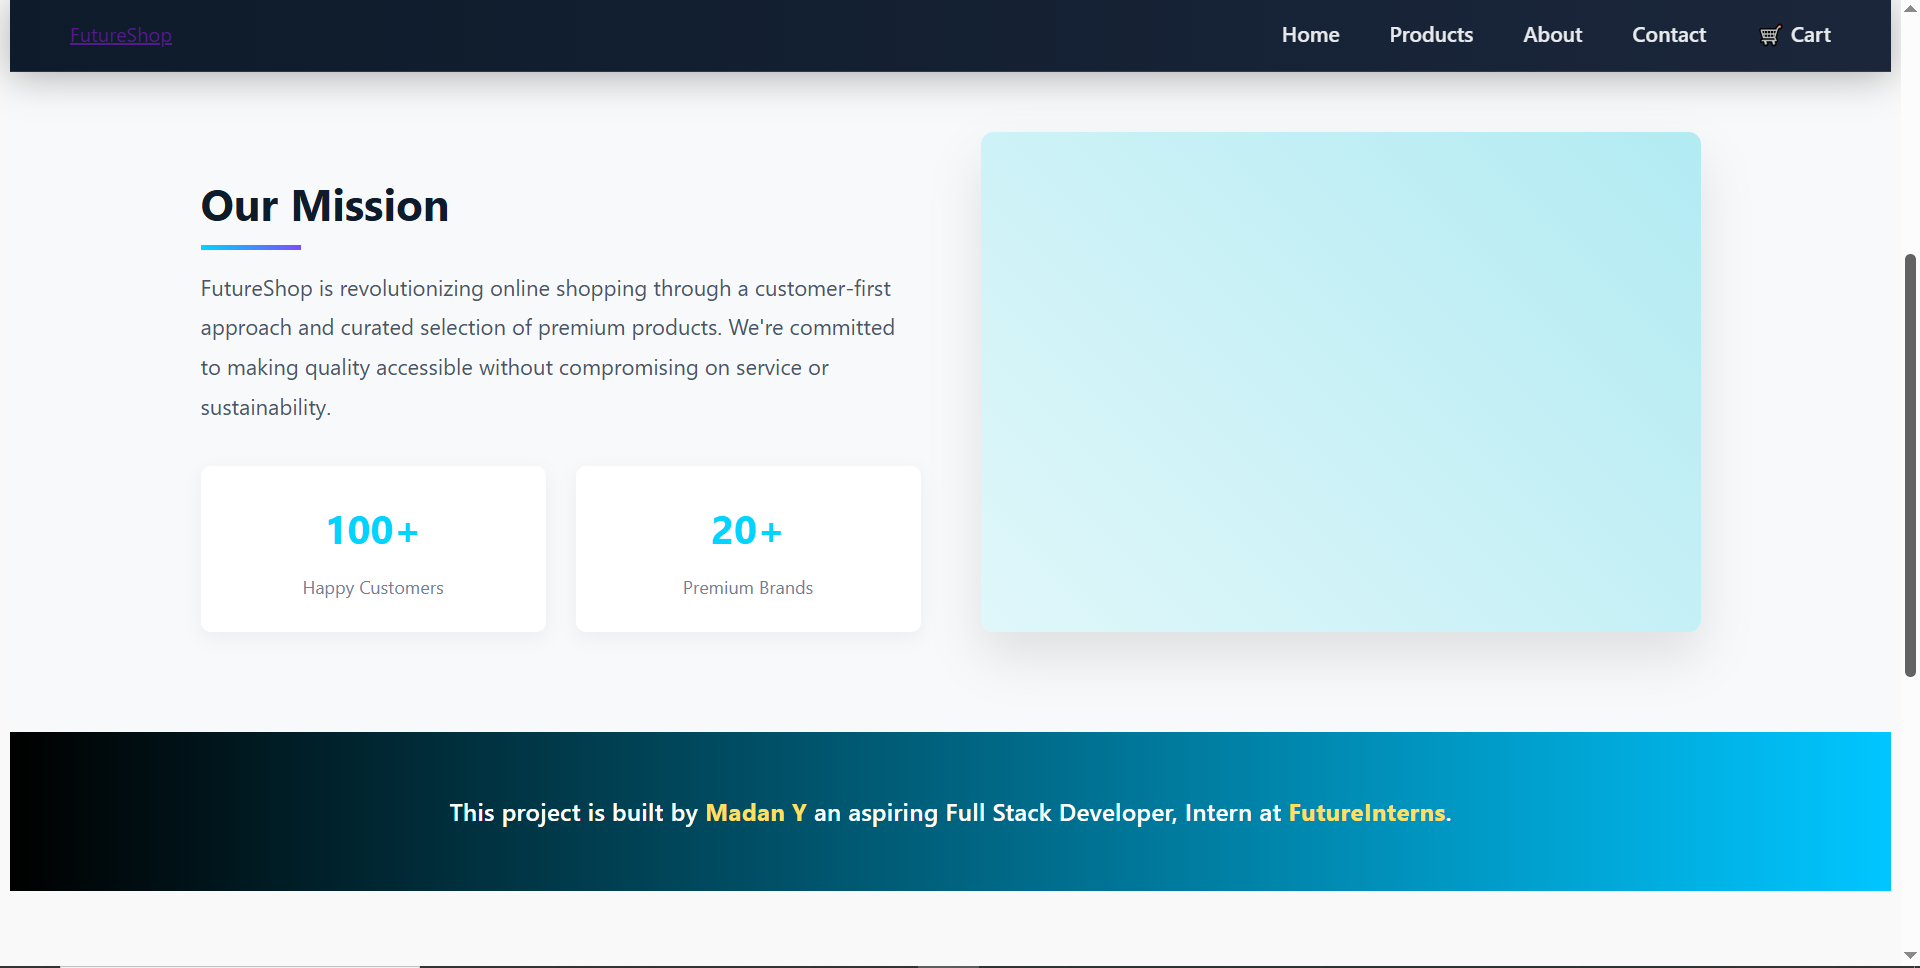 FutureShop
Home
Products
About
Contact
🛒 Cart
Our Mission
FutureShop is revolutionizing online shopping through a customer-first
approach and curated selection of premium products. We're committed
to making quality accessible without compromising on service or
sustainability.
100+
Happy Customers
20+
Premium Brands
This project is built by Madan Y an aspiring Full Stack Developer, Intern at FutureInterns.